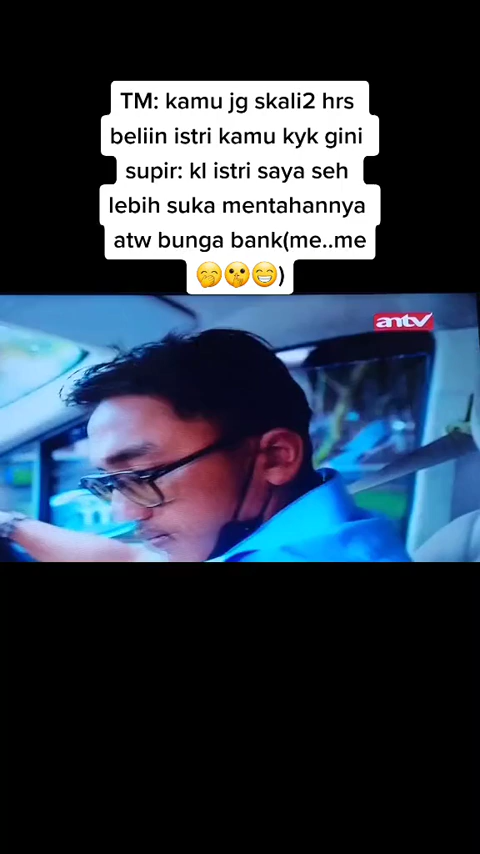 TM: kamu jg skali2 hrs
beliin istri kamu kyk gini
supir: kl istri saya seh
lebih suka mentahannya
atw bunga bank(me..me
🤭🤫😁)
antv